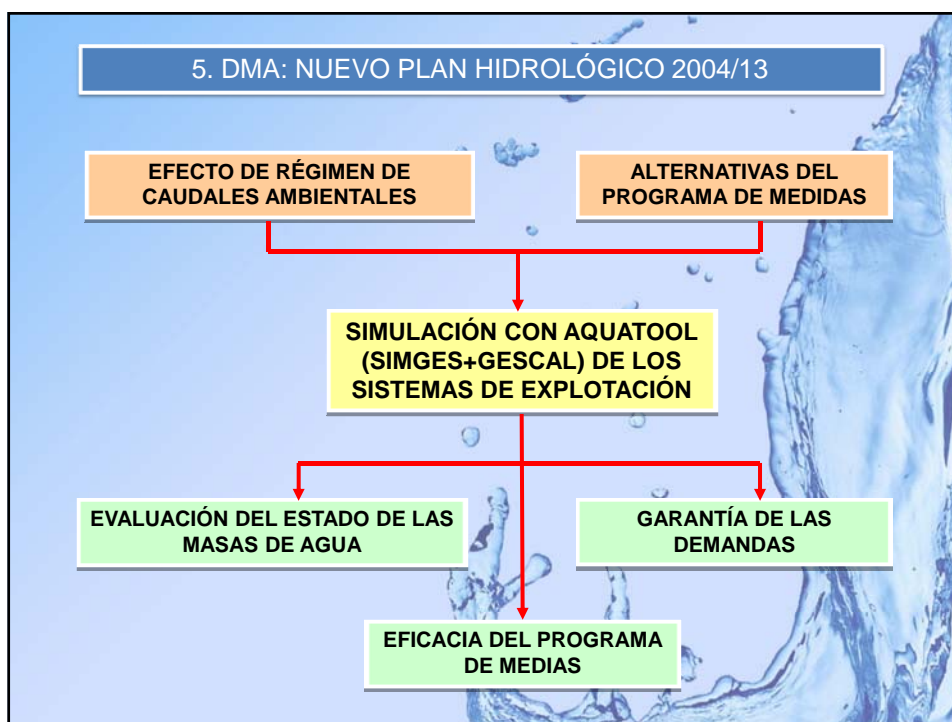 5. DMA: NUEVO PLAN HIDROLÓGICO 2004/13
EFECTO DE RÉGIMEN DE
CAUDALES AMBIENTALES
ALTERNATIVAS DEL
PROGRAMA DE MEDIDAS
SIMULACIÓN CON AQUATOOL
(SIMGES+GESCAL) DE LOS
SISTEMAS DE EXPLOTACIÓN
EVALUACIÓN DEL ESTADO DE LAS
MASAS DE AGUA
GARANTÍA DE LAS
DEMANDAS
EFICACIA DEL PROGRAMA
DE MEDIAS